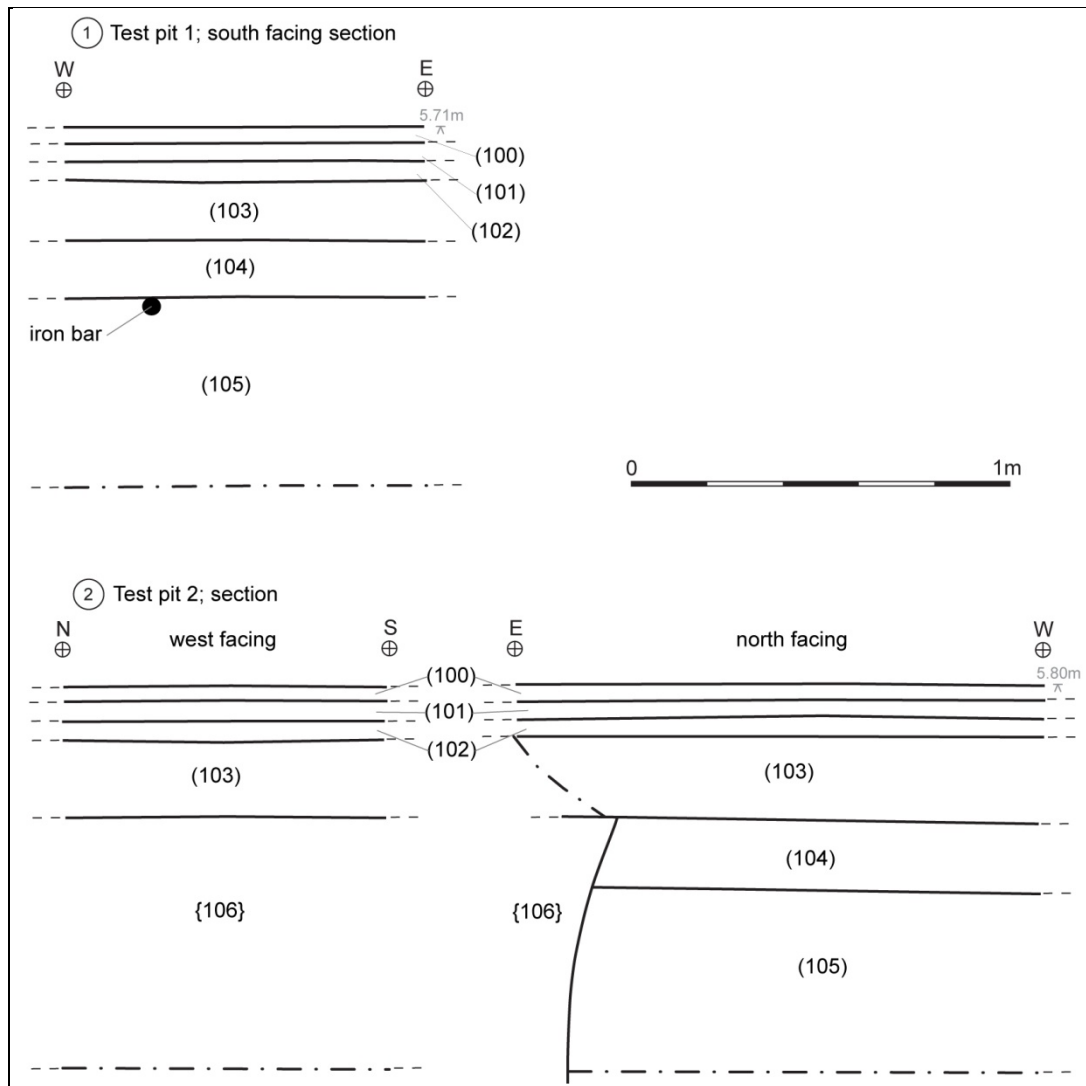 1 Test pit 1; south facing section
W E
5.71m
(100)
(101)
(103)
(102)
(104)
iron bar
(105)
0 1m
2 Test pit 2; section
N west facing S E north facing W
(100) 5.80m
(101)
(102)
(103) (103)
(104)
{106} {106}
(105)